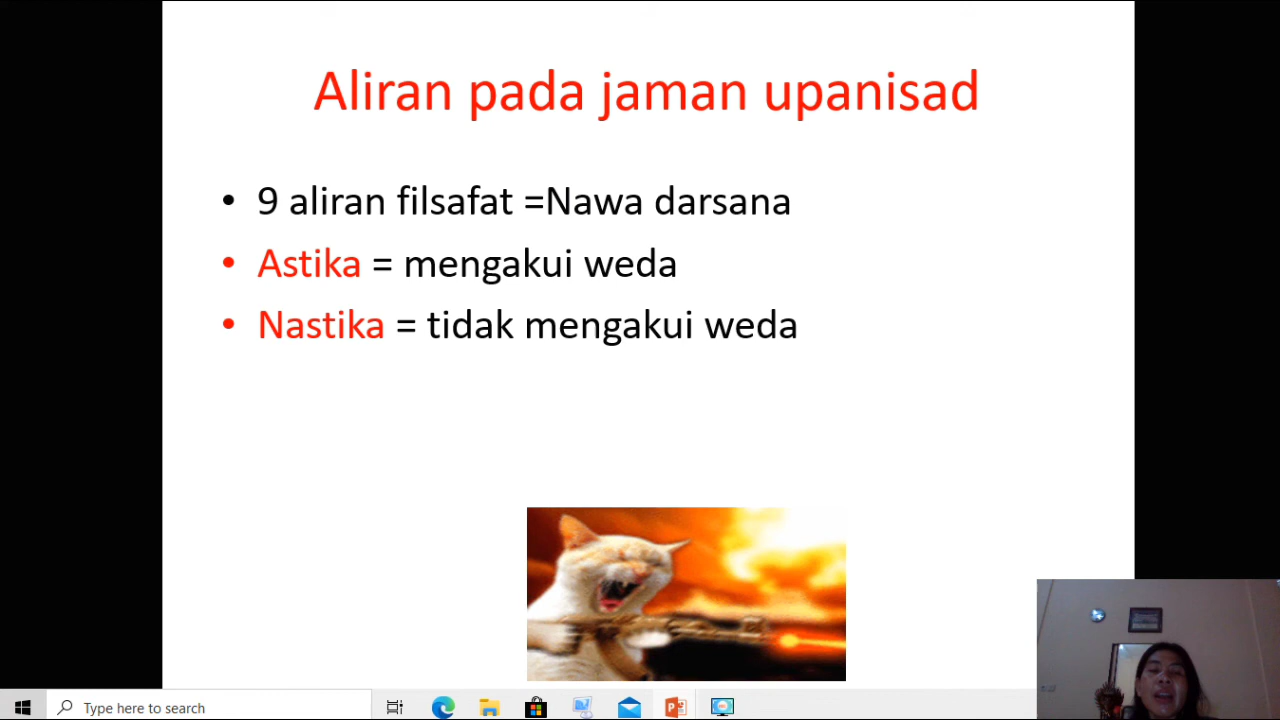 Aliran pada jaman upanisad
• 9 aliran filsafat =Nawa darsana
• Astika = mengakui weda
• Nastika = tidak mengakui weda
Type here to search